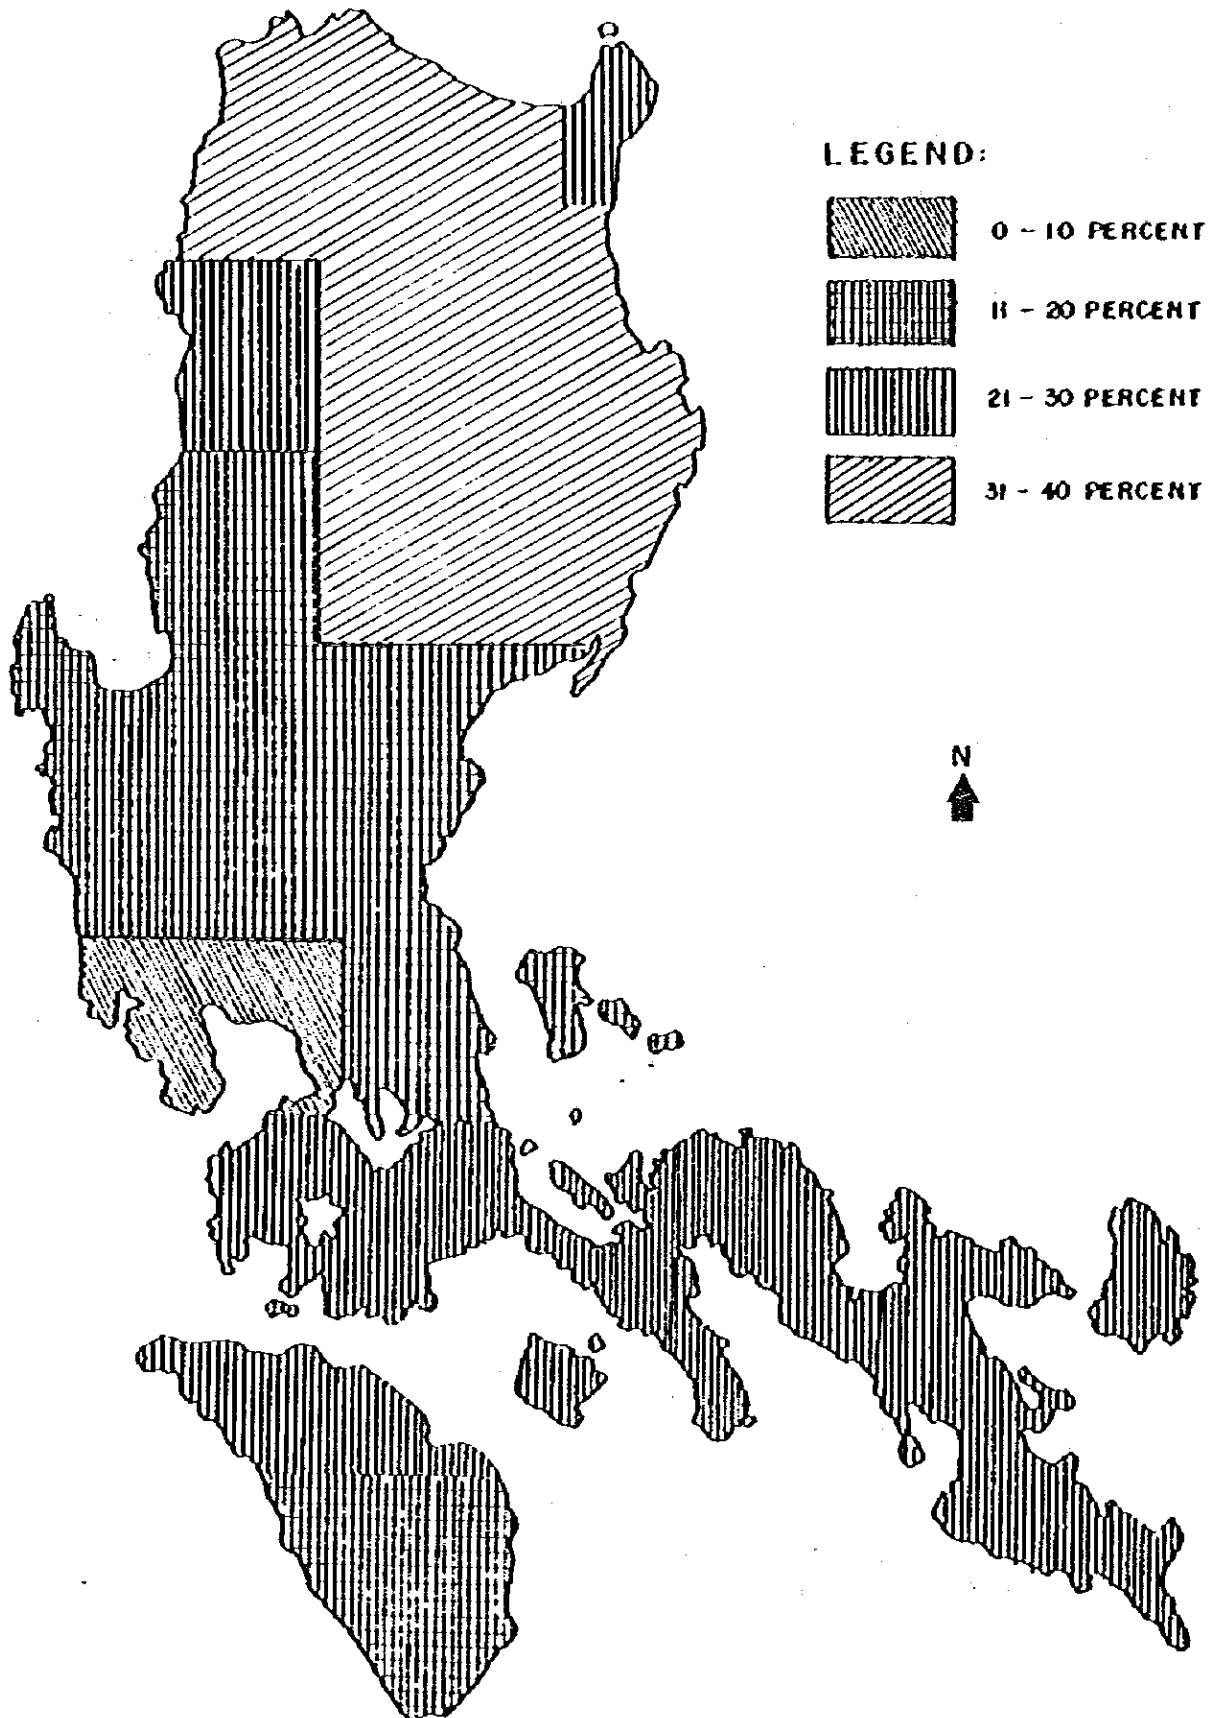 LEGEND:
0 - 10 PERCENT
11 - 20 PERCENT
21 - 30 PERCENT
31 - 40 PERCENT
N